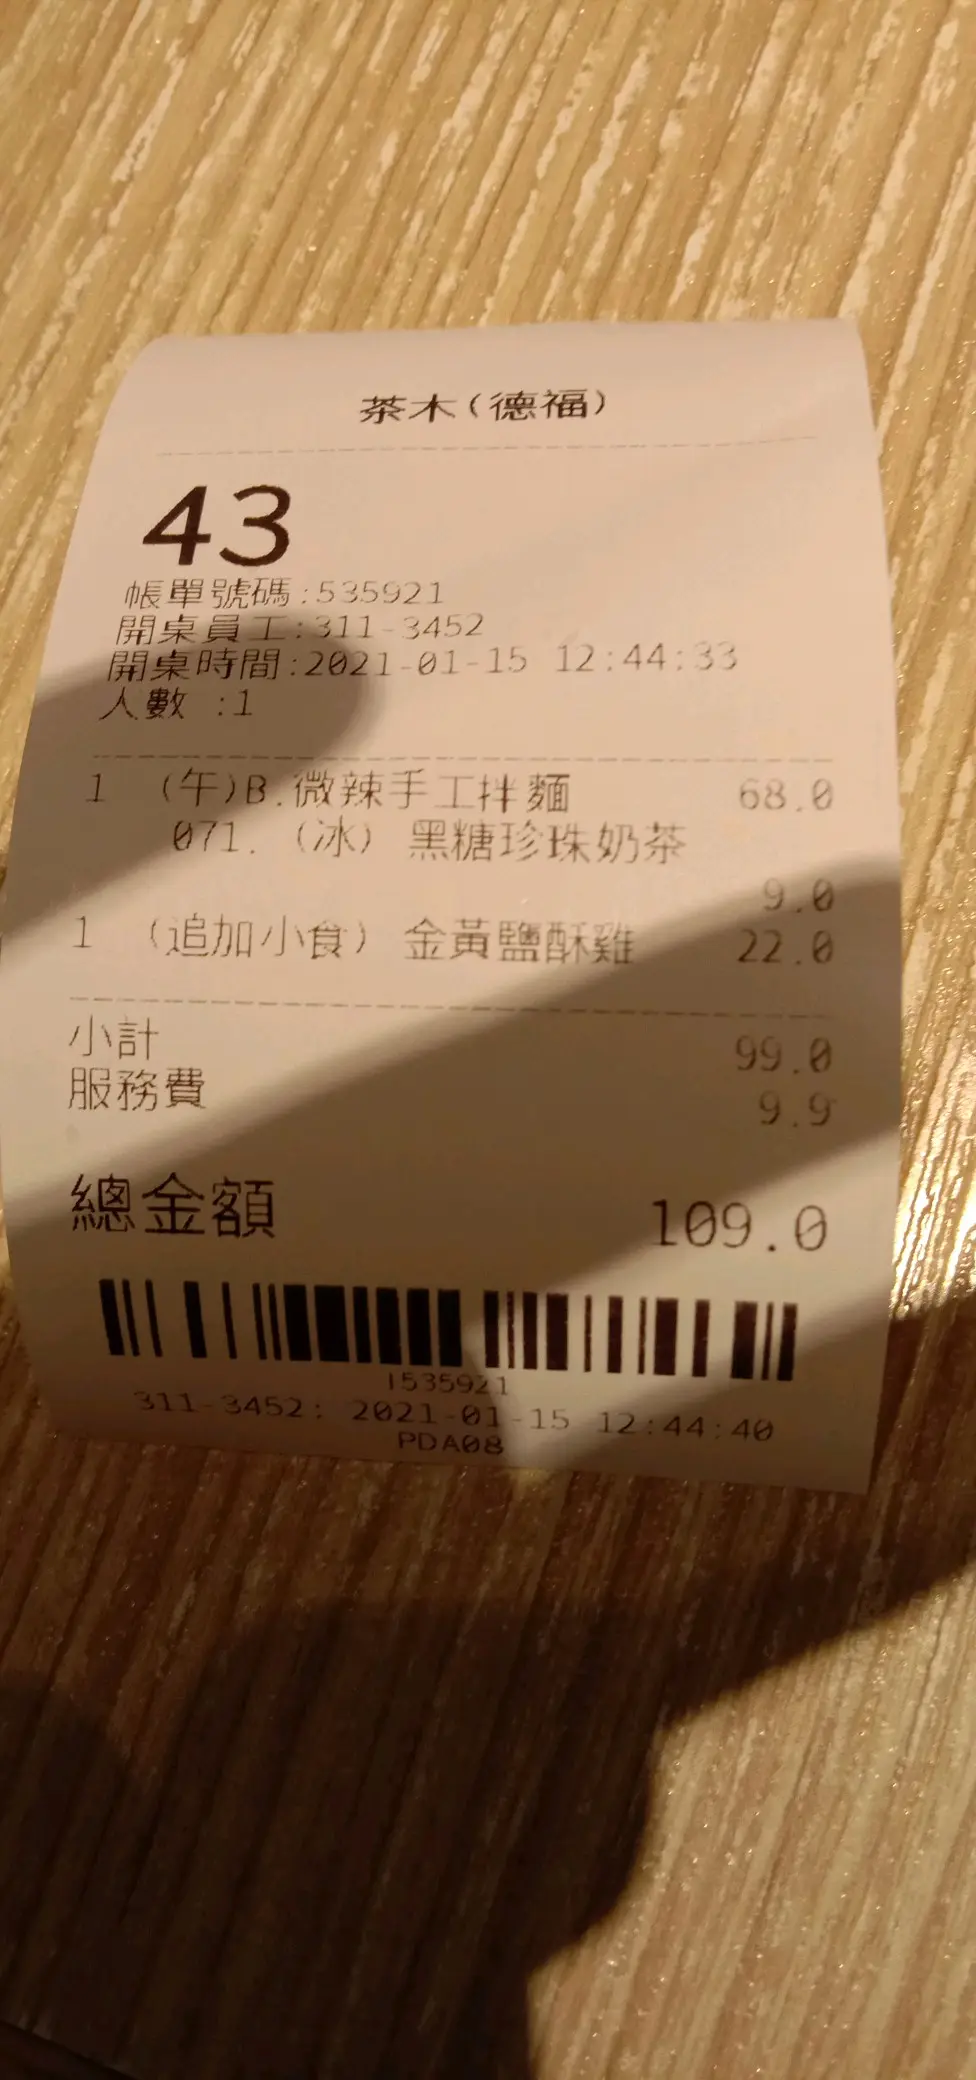 茶木(德福)
43
帳單號碼:535921
開桌員工:311-3452
開桌時間:2021-01-15 12:44:33
人數 :1
1 (午)B.微辣手工拌麵 68.0
071. (冰) 黑糖珍珠奶茶
9.0
1 (追加小食) 金黃鹽酥雞 22.0
小計 99.0
服務費 9.9
總金額 109.0
I535921
311-3452: 2021-01-15 12:44:40
PDA08